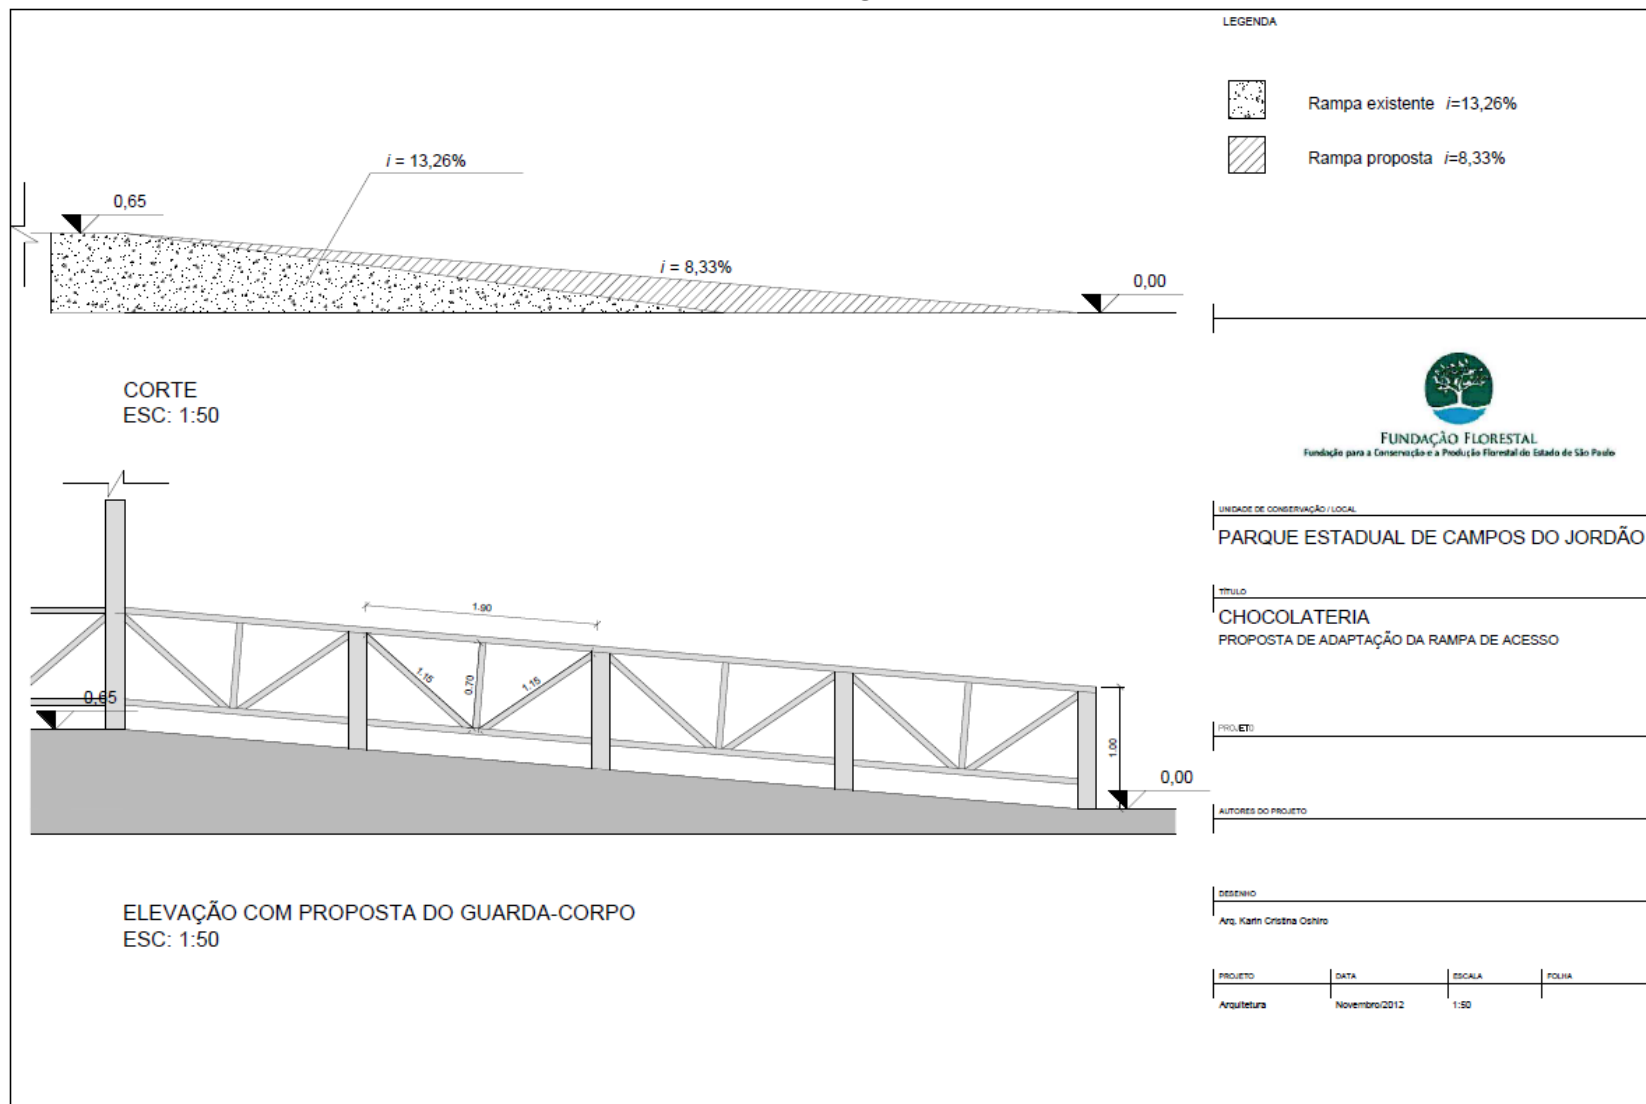 LEGENDA
Rampa existente i=13,26%
Rampa proposta i=8,33%
i = 13,26%
0,65
i = 8,33%
0,00
CORTE
ESC: 1:50
FUNDAÇÃO FLORESTAL
Fundação para a Conservação e a Produção Florestal do Estado de São Paulo
UNIDADE DE CONSERVAÇÃO / LOCAL
PARQUE ESTADUAL DE CAMPOS DO JORDÃO
TÍTULO
CHOCOLATERIA
PROPOSTA DE ADAPTAÇÃO DA RAMPA DE ACESSO
1.90
1.15
0.70
1.15
0,65
1.00
0,00
ELEVAÇÃO COM PROPOSTA DO GUARDA-CORPO
ESC: 1:50
PROJETO
AUTORES DO PROJETO
DESENHO
Arq. Karin Cristina Oshiro
PROJETO DATA ESCALA FOLHA
Arquitetura Novembro/2012 1:50